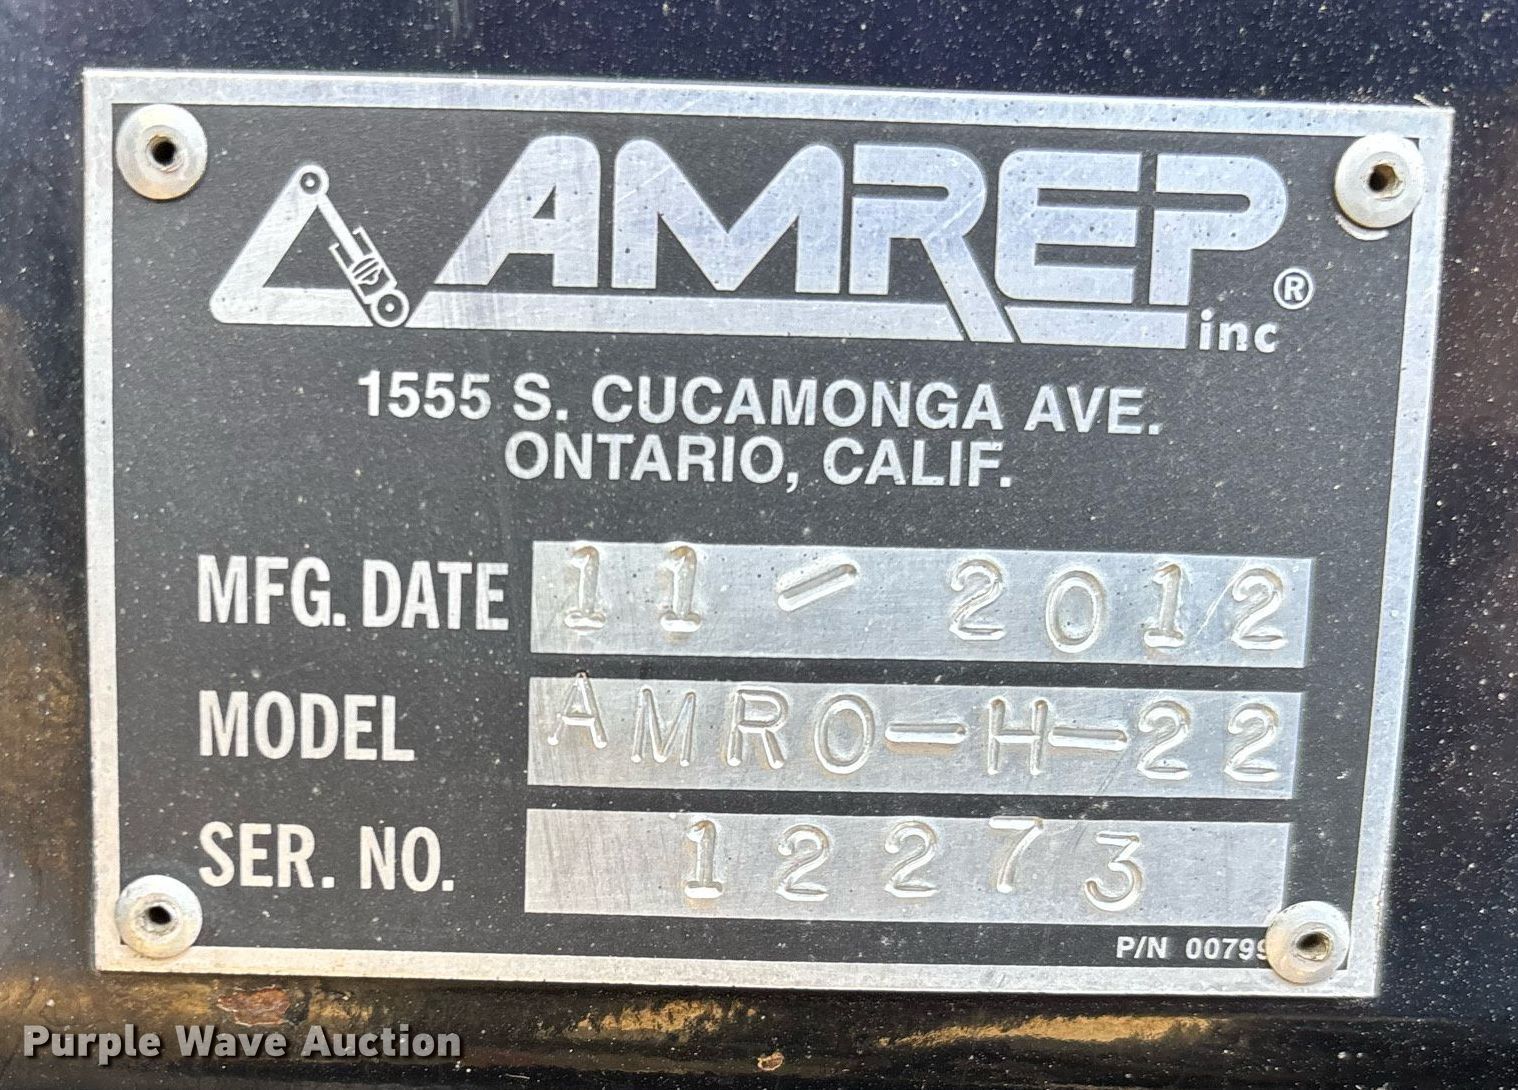 AMREP inc ®
1555 S. CUCAMONGA AVE.
ONTARIO, CALIF.
MFG. DATE 11-2012
MODEL AMRO-H-22
SER. NO. 12273
P/N
Purple Wave Auction